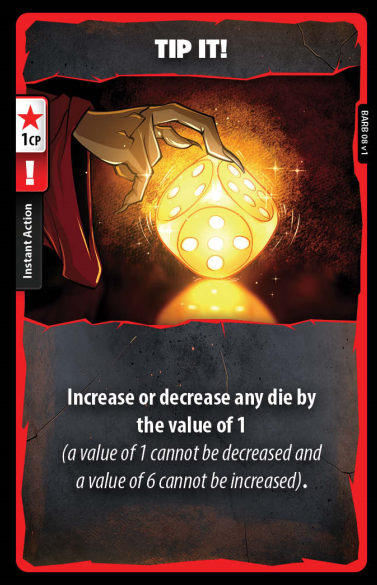 TIP IT!
1CP
!
Instant Action
BARB 08 v1
Increase or decrease any die by
the value of 1
(a value of 1 cannot be decreased and
a value of 6 cannot be increased).